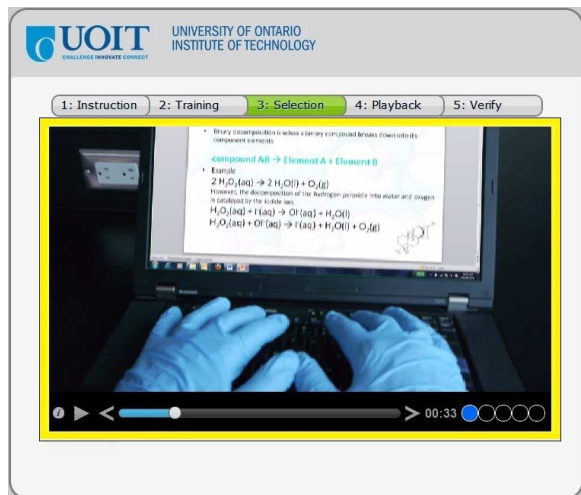 UOIT
CHALLENGE INNOVATE CONNECT
UNIVERSITY OF ONTARIO
INSTITUTE OF TECHNOLOGY
1: Instruction
2: Training
3: Selection
4: Playback
5: Verify
• Binary decomposition is when a binary compound breaks down into its
component elements
compound AB → Element A + Element B
• Example
2 H₂O₂(aq) → 2 H₂O(l) + O₂(g)
However, the decomposition of the hydrogen peroxide into water and oxygen
is catalyzed by the iodide ion.
H₂O₂(aq) + I⁻(aq) → OI⁻(aq) + H₂O(l)
H₂O₂(aq) + OI⁻(aq) → I⁻(aq) + H₂O(l) + O₂(g)
00:33